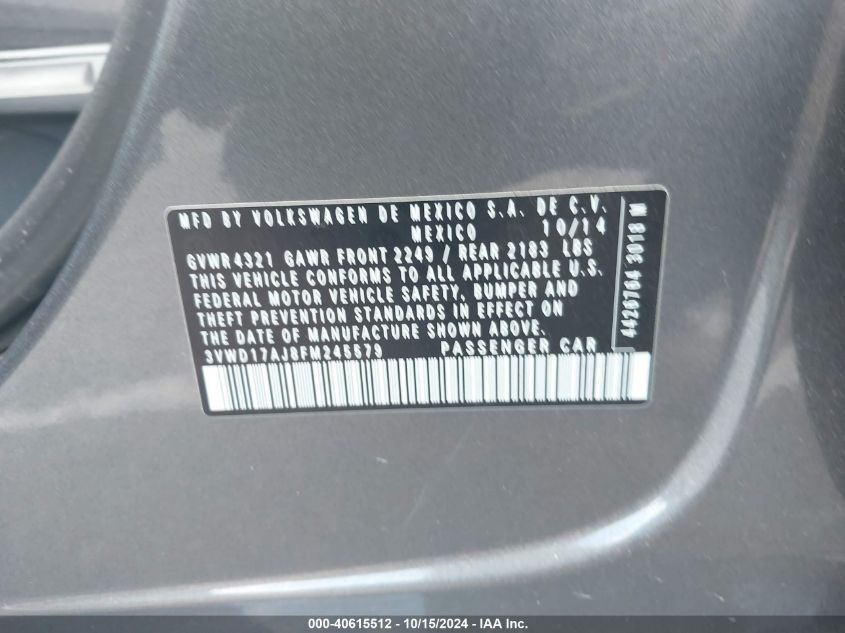 MFD BY VOLKSWAGEN DE MEXICO S.A. DE C.V.
MEXICO 10/14
GVWR 4321 GAWR FRONT 2249 / REAR 2183 LBS
THIS VEHICLE CONFORMS TO ALL APPLICABLE U.S.
FEDERAL MOTOR VEHICLE SAFETY, BUMPER AND
THEFT PREVENTION STANDARDS IN EFFECT ON
THE DATE OF MANUFACTURE SHOWN ABOVE.
3VWD17AJ8FM245579 PASSENGER CAR
4426764 3018 M
000-40615512 - 10/15/2024 - IAA Inc.